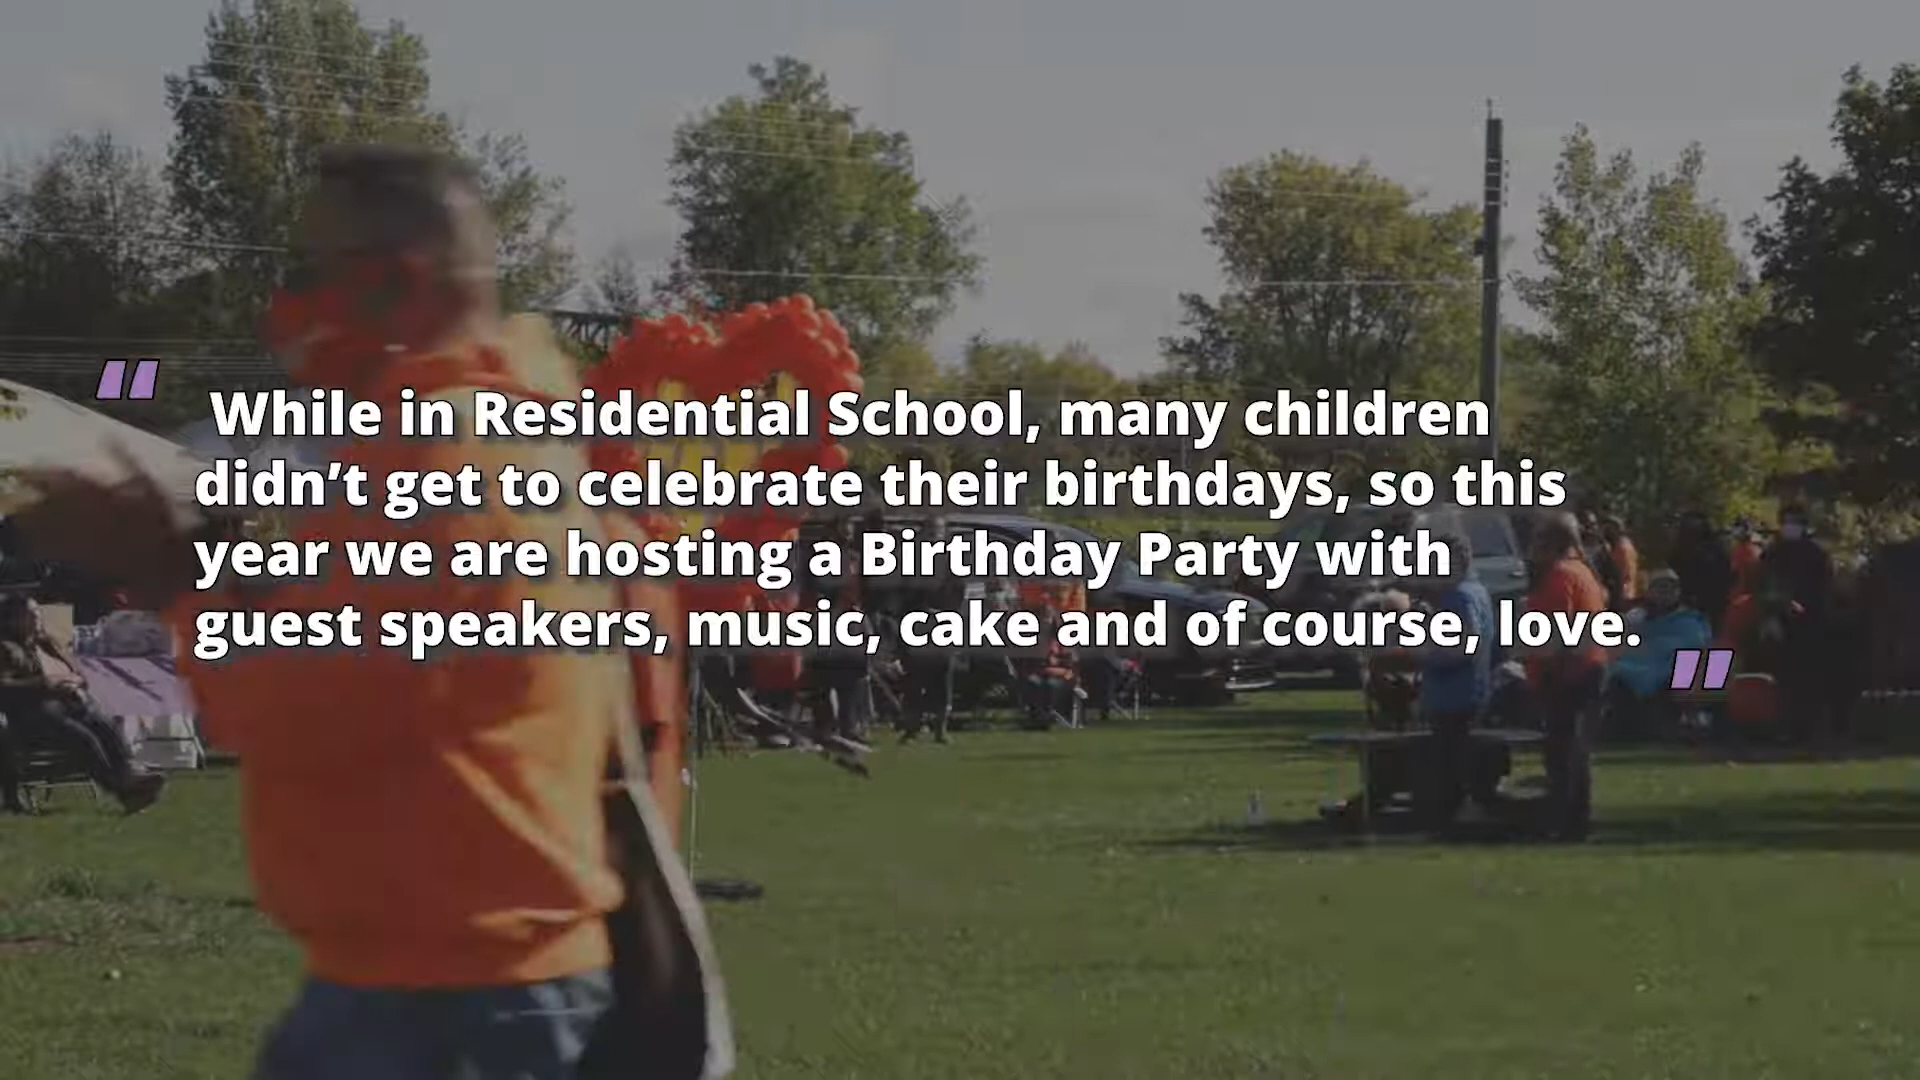 " While in Residential School, many children
didn’t get to celebrate their birthdays, so this
year we are hosting a Birthday Party with
guest speakers, music, cake and of course, love. "